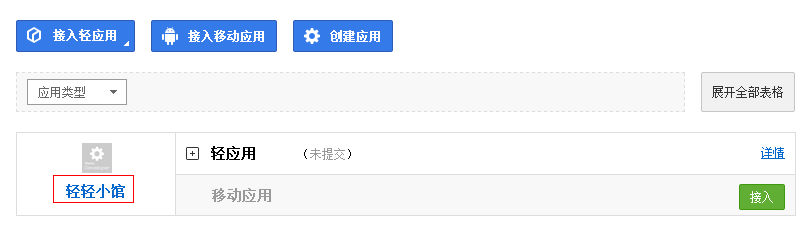 接入轻应用 接入移动应用 创建应用
应用类型 展开全部表格
轻应用 （未提交） 详情
轻轻小馆
移动应用 接入